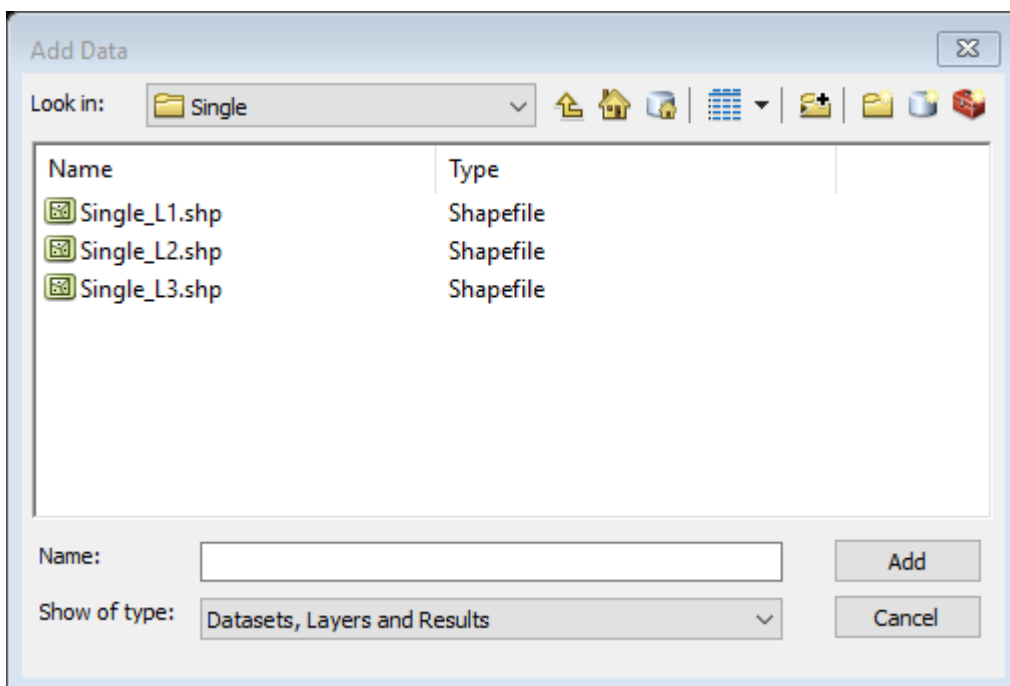 Add Data
Look in: Single
Name Type
Single_L1.shp Shapefile
Single_L2.shp Shapefile
Single_L3.shp Shapefile
Name: Add
Show of type: Datasets, Layers and Results Cancel